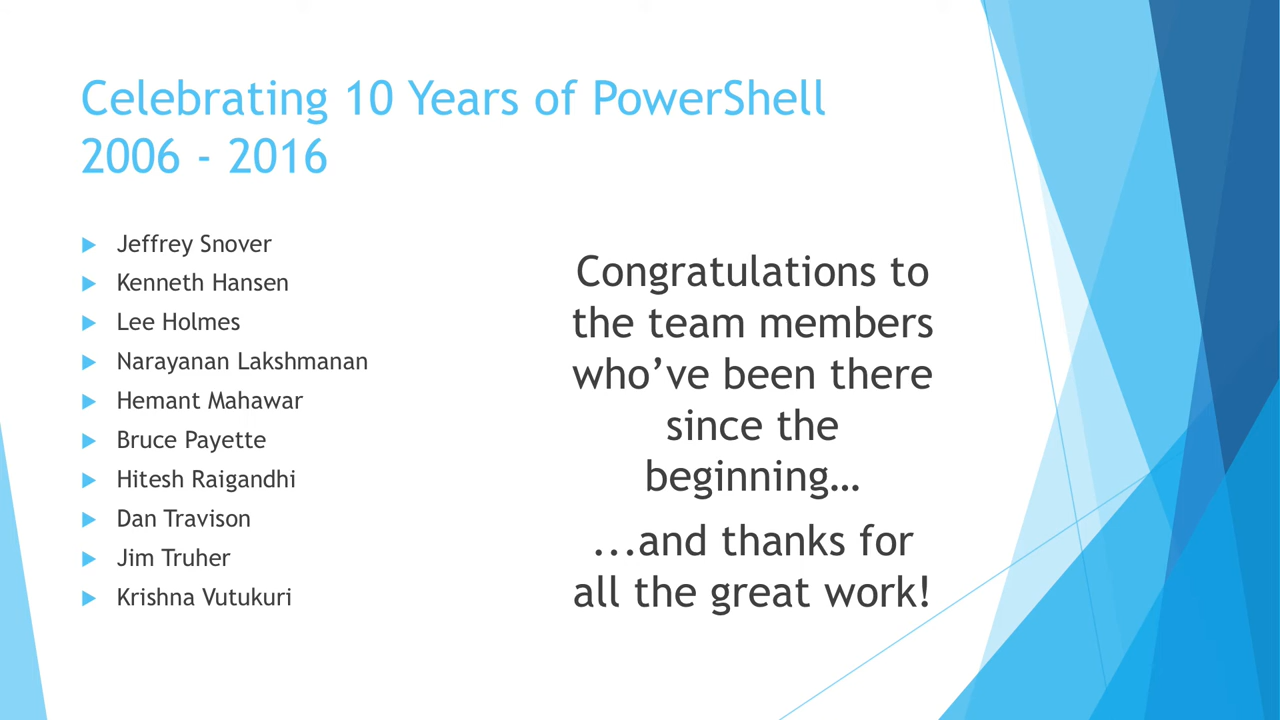 Celebrating 10 Years of PowerShell
2006 - 2016
Jeffrey Snover
Kenneth Hansen
Lee Holmes
Narayanan Lakshmanan
Hemant Mahawar
Bruce Payette
Hitesh Raigandhi
Dan Travison
Jim Truher
Krishna Vutukuri
Congratulations to
the team members
who’ve been there
since the
beginning…
...and thanks for
all the great work!